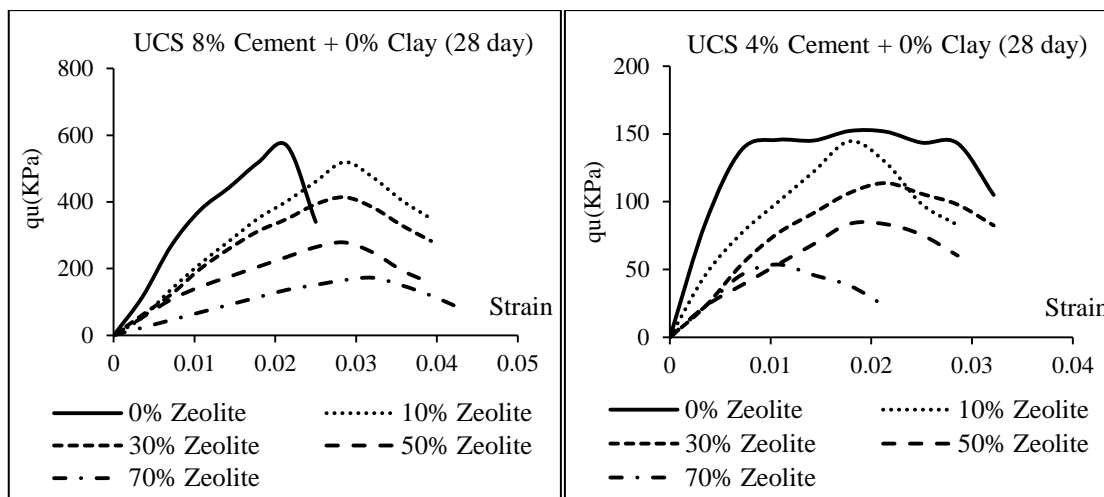 UCS 8% Cement + 0% Clay (28 day)
800
600
400
200
0
qu(KPa)
Strain
0 0.01 0.02 0.03 0.04 0.05
0% Zeolite 10% Zeolite
30% Zeolite 50% Zeolite
70% Zeolite
UCS 4% Cement + 0% Clay (28 day)
200
150
100
50
0
qu(KPa)
Strain
0 0.01 0.02 0.03 0.04
0% Zeolite 10% Zeolite
30% Zeolite 50% Zeolite
70% Zeolite